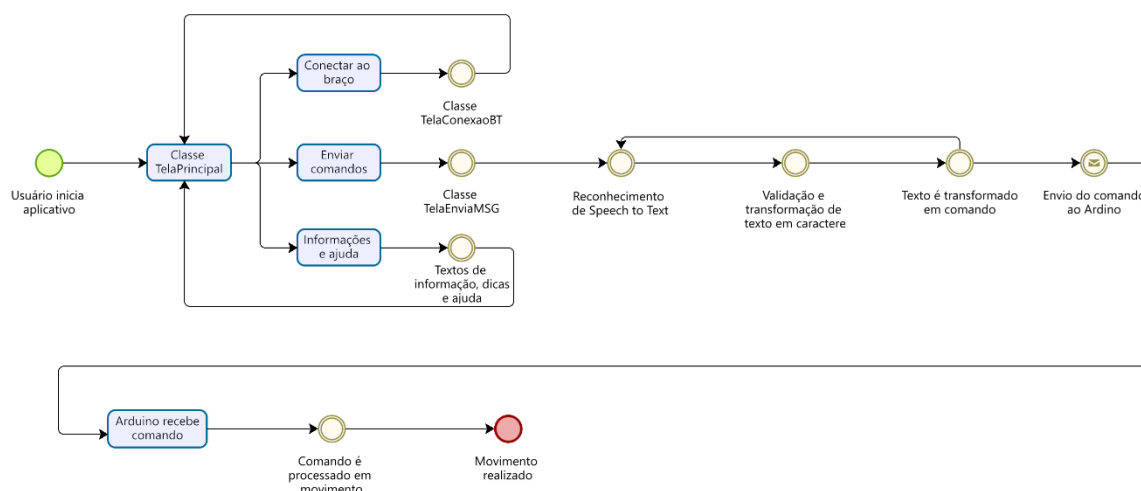 Conectar ao
braço
Classe
TelaConexaoBT
Classe
TelaPrincipal
Enviar
comandos
Usuário inicia
aplicativo
Classe
TelaEnviaMSG
Reconhecimento
de Speech to Text
Validação e
transformação de
texto em caractere
Texto é transformado
em comando
Envio do comando
ao Ardino
Informações
e ajuda
Textos de
informação, dicas
e ajuda
Arduino recebe
comando
Comando é
processado em
movimento
Movimento
realizado